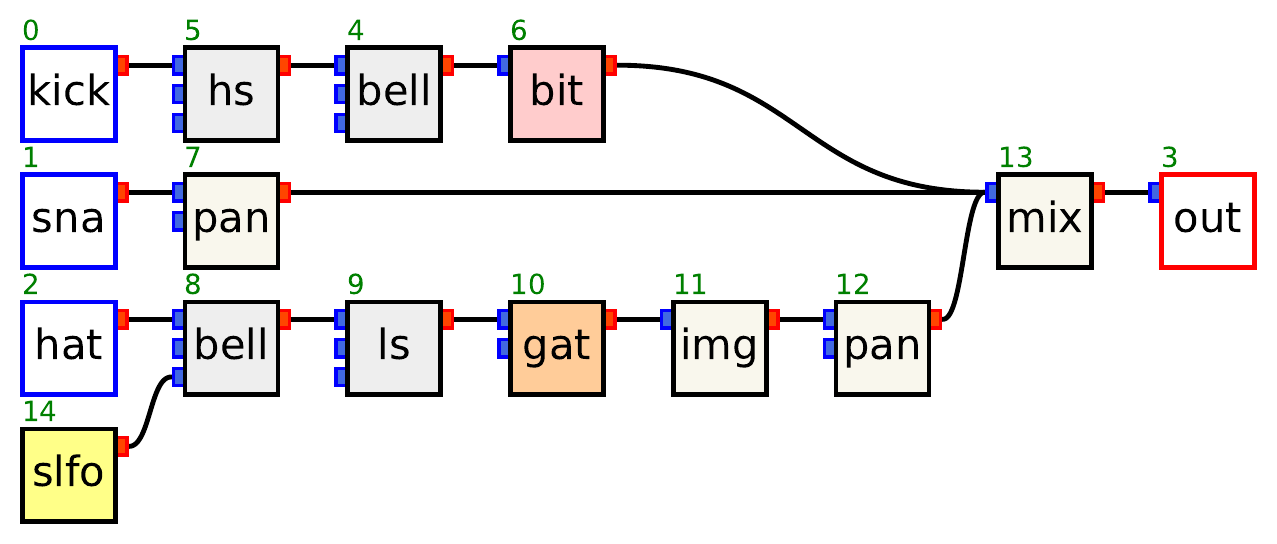 0 5 4 6
kick hs bell bit
1 7 13 3
sna pan mix out
2 8 9 10 11 12
hat bell ls gat img pan
14
slfo